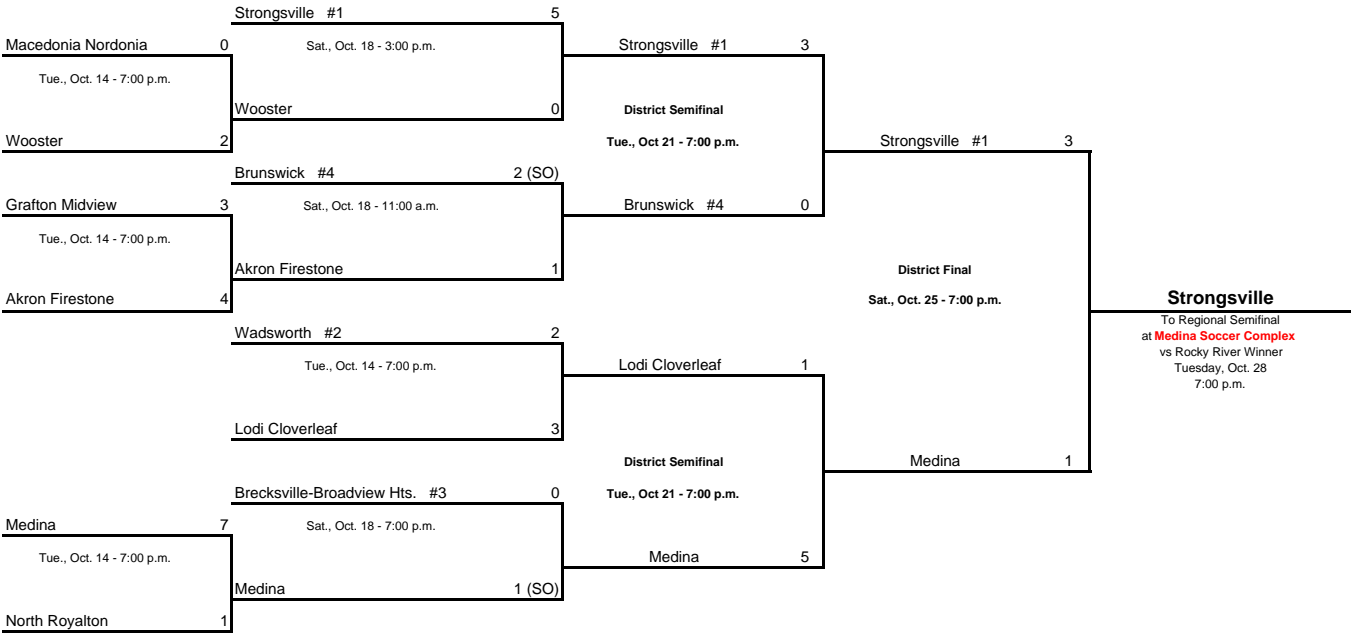 Strongsville #1 5
Macedonia Nordonia 0
Sat., Oct. 18 - 3:00 p.m.
Strongsville #1 3
Tue., Oct. 14 - 7:00 p.m.
Wooster 0
District Semifinal
Wooster 2
Tue., Oct 21 - 7:00 p.m.
Strongsville #1 3
Brunswick #4 2 (SO)
Grafton Midview 3
Sat., Oct. 18 - 11:00 a.m.
Brunswick #4 0
Tue., Oct. 14 - 7:00 p.m.
Akron Firestone 1
District Final
Akron Firestone 4
Sat., Oct. 25 - 7:00 p.m.
Strongsville
To Regional Semifinal
at Medina Soccer Complex
vs Rocky River Winner
Tuesday, Oct. 28
7:00 p.m.
Wadsworth #2 2
Tue., Oct. 14 - 7:00 p.m.
Lodi Cloverleaf 1
Lodi Cloverleaf 3
District Semifinal
Medina 1
Brecksville-Broadview Hts. #3 0
Tue., Oct 21 - 7:00 p.m.
Medina 7
Sat., Oct. 18 - 7:00 p.m.
Tue., Oct. 14 - 7:00 p.m.
Medina 5
Medina 1 (SO)
North Royalton 1